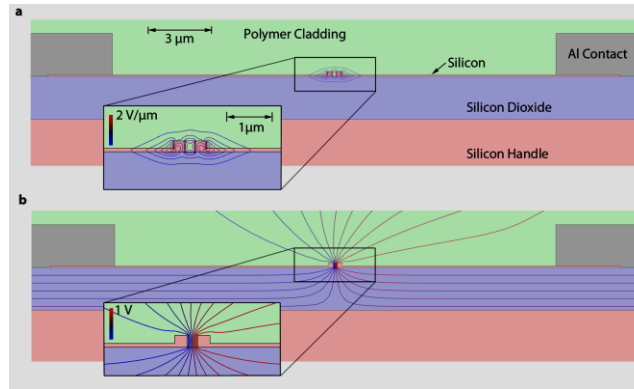 a
3 μm
Polymer Cladding
Al Contact
Silicon
2 V/μm
1μm
Silicon Dioxide
Silicon Handle
b
1 V